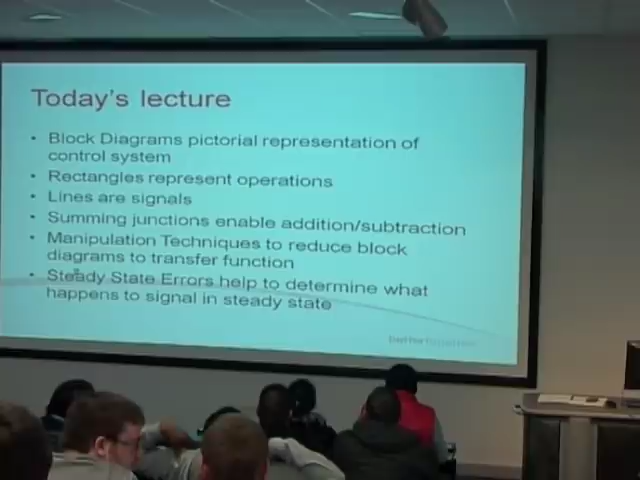 Today's lecture
• Block Diagrams pictorial representation of
control system
• Rectangles represent operations
• Lines are signals
• Summing junctions enable addition/subtraction
• Manipulation Techniques to reduce block
diagrams to transfer function
• Steady State Errors help to determine what
happens to signal in steady state